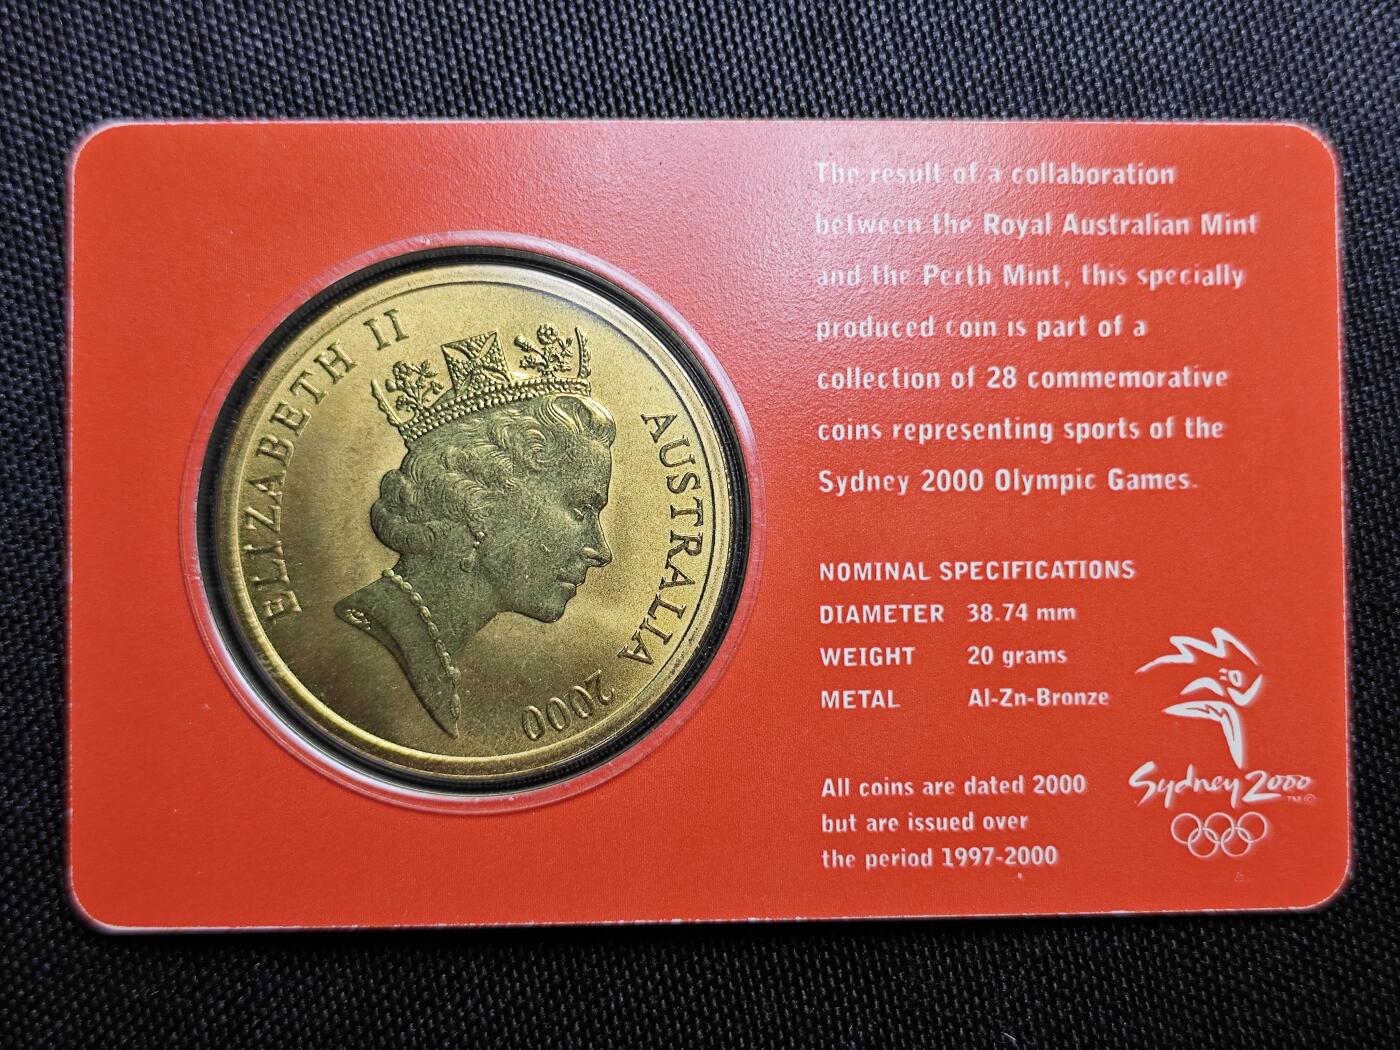 ELIZABETH II
AUSTRALIA
2000
The result of a collaboration
between the Royal Australian Mint
and the Perth Mint, this specially
produced coin is part of a
collection of 28 commemorative
coins representing sports of the
Sydney 2000 Olympic Games.
NOMINAL SPECIFICATIONS
DIAMETER 38.74 mm
WEIGHT 20 grams
METAL Al-Zn-Bronze
All coins are dated 2000
but are issued over
the period 1997-2000
Sydney 2000
TM ©